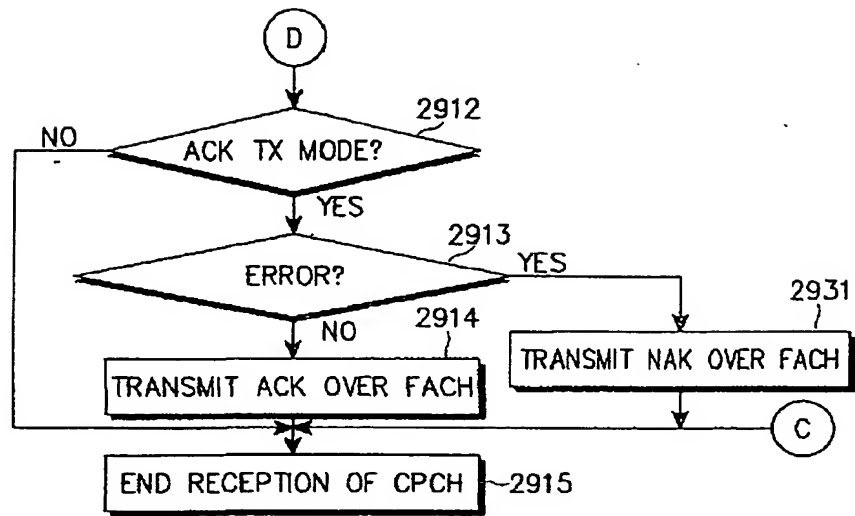 D
2912
NO
ACK TX MODE?
YES
2913
ERROR?
YES
NO
2914
2931
TRANSMIT ACK OVER FACH
TRANSMIT NAK OVER FACH
C
END RECEPTION OF CPCH
2915